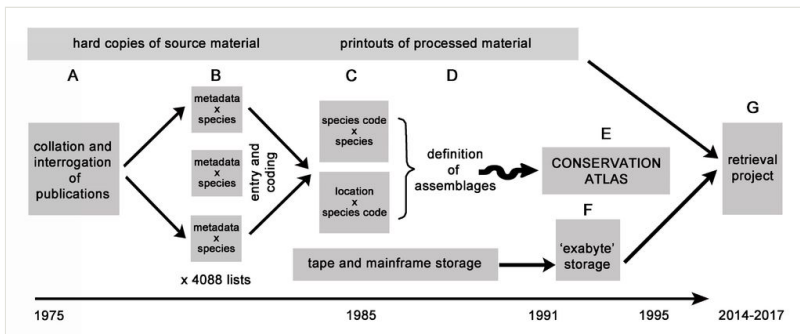 hard copies of source material
printouts of processed material
A
B
C
D
E
F
G
collation and
interrogation
of
publications
metadata
x
species
metadata
x
species
metadata
x
species
x 4088 lists
entry and
coding
species code
x
species
location
x
species code
definition
of
assemblages
CONSERVATION
ATLAS
'exabyte'
storage
retrieval
project
tape and mainframe storage
1975
1985
1991
1995
2014-2017